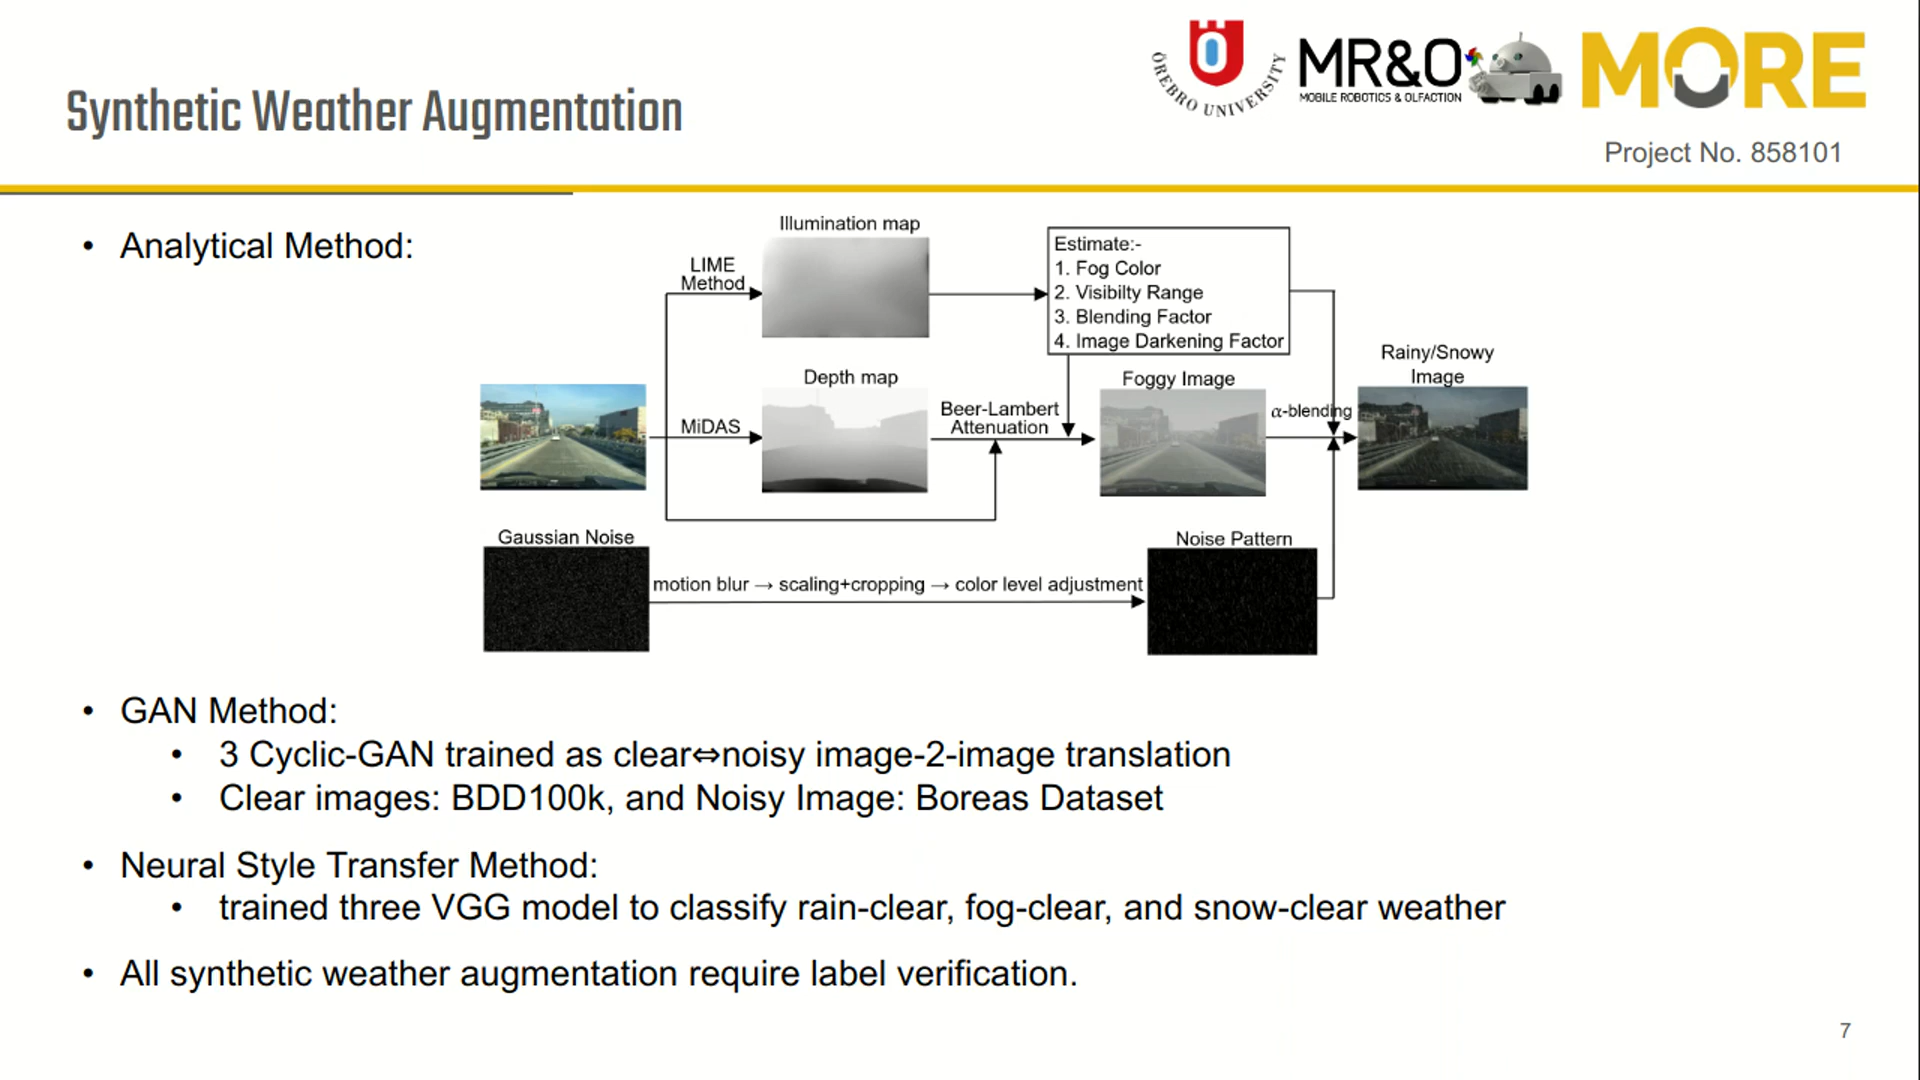 ÖREBRO UNIVERSITY
MR&O
MOBILE ROBOTICS & OLFACTION
MORE
Synthetic Weather Augmentation
Project No. 858101
• Analytical Method:
Illumination map
LIME
Method
Estimate:-
1. Fog Color
2. Visibilty Range
3. Blending Factor
4. Image Darkening Factor
Rainy/Snowy
Image
Depth map
Foggy Image
MiDAS
Beer-Lambert
Attenuation
α-blending
Gaussian Noise
Noise Pattern
motion blur → scaling+cropping → color level adjustment
• GAN Method:
• 3 Cyclic-GAN trained as clear⇔noisy image-2-image translation
• Clear images: BDD100k, and Noisy Image: Boreas Dataset
• Neural Style Transfer Method:
• trained three VGG model to classify rain-clear, fog-clear, and snow-clear weather
• All synthetic weather augmentation require label verification.
7